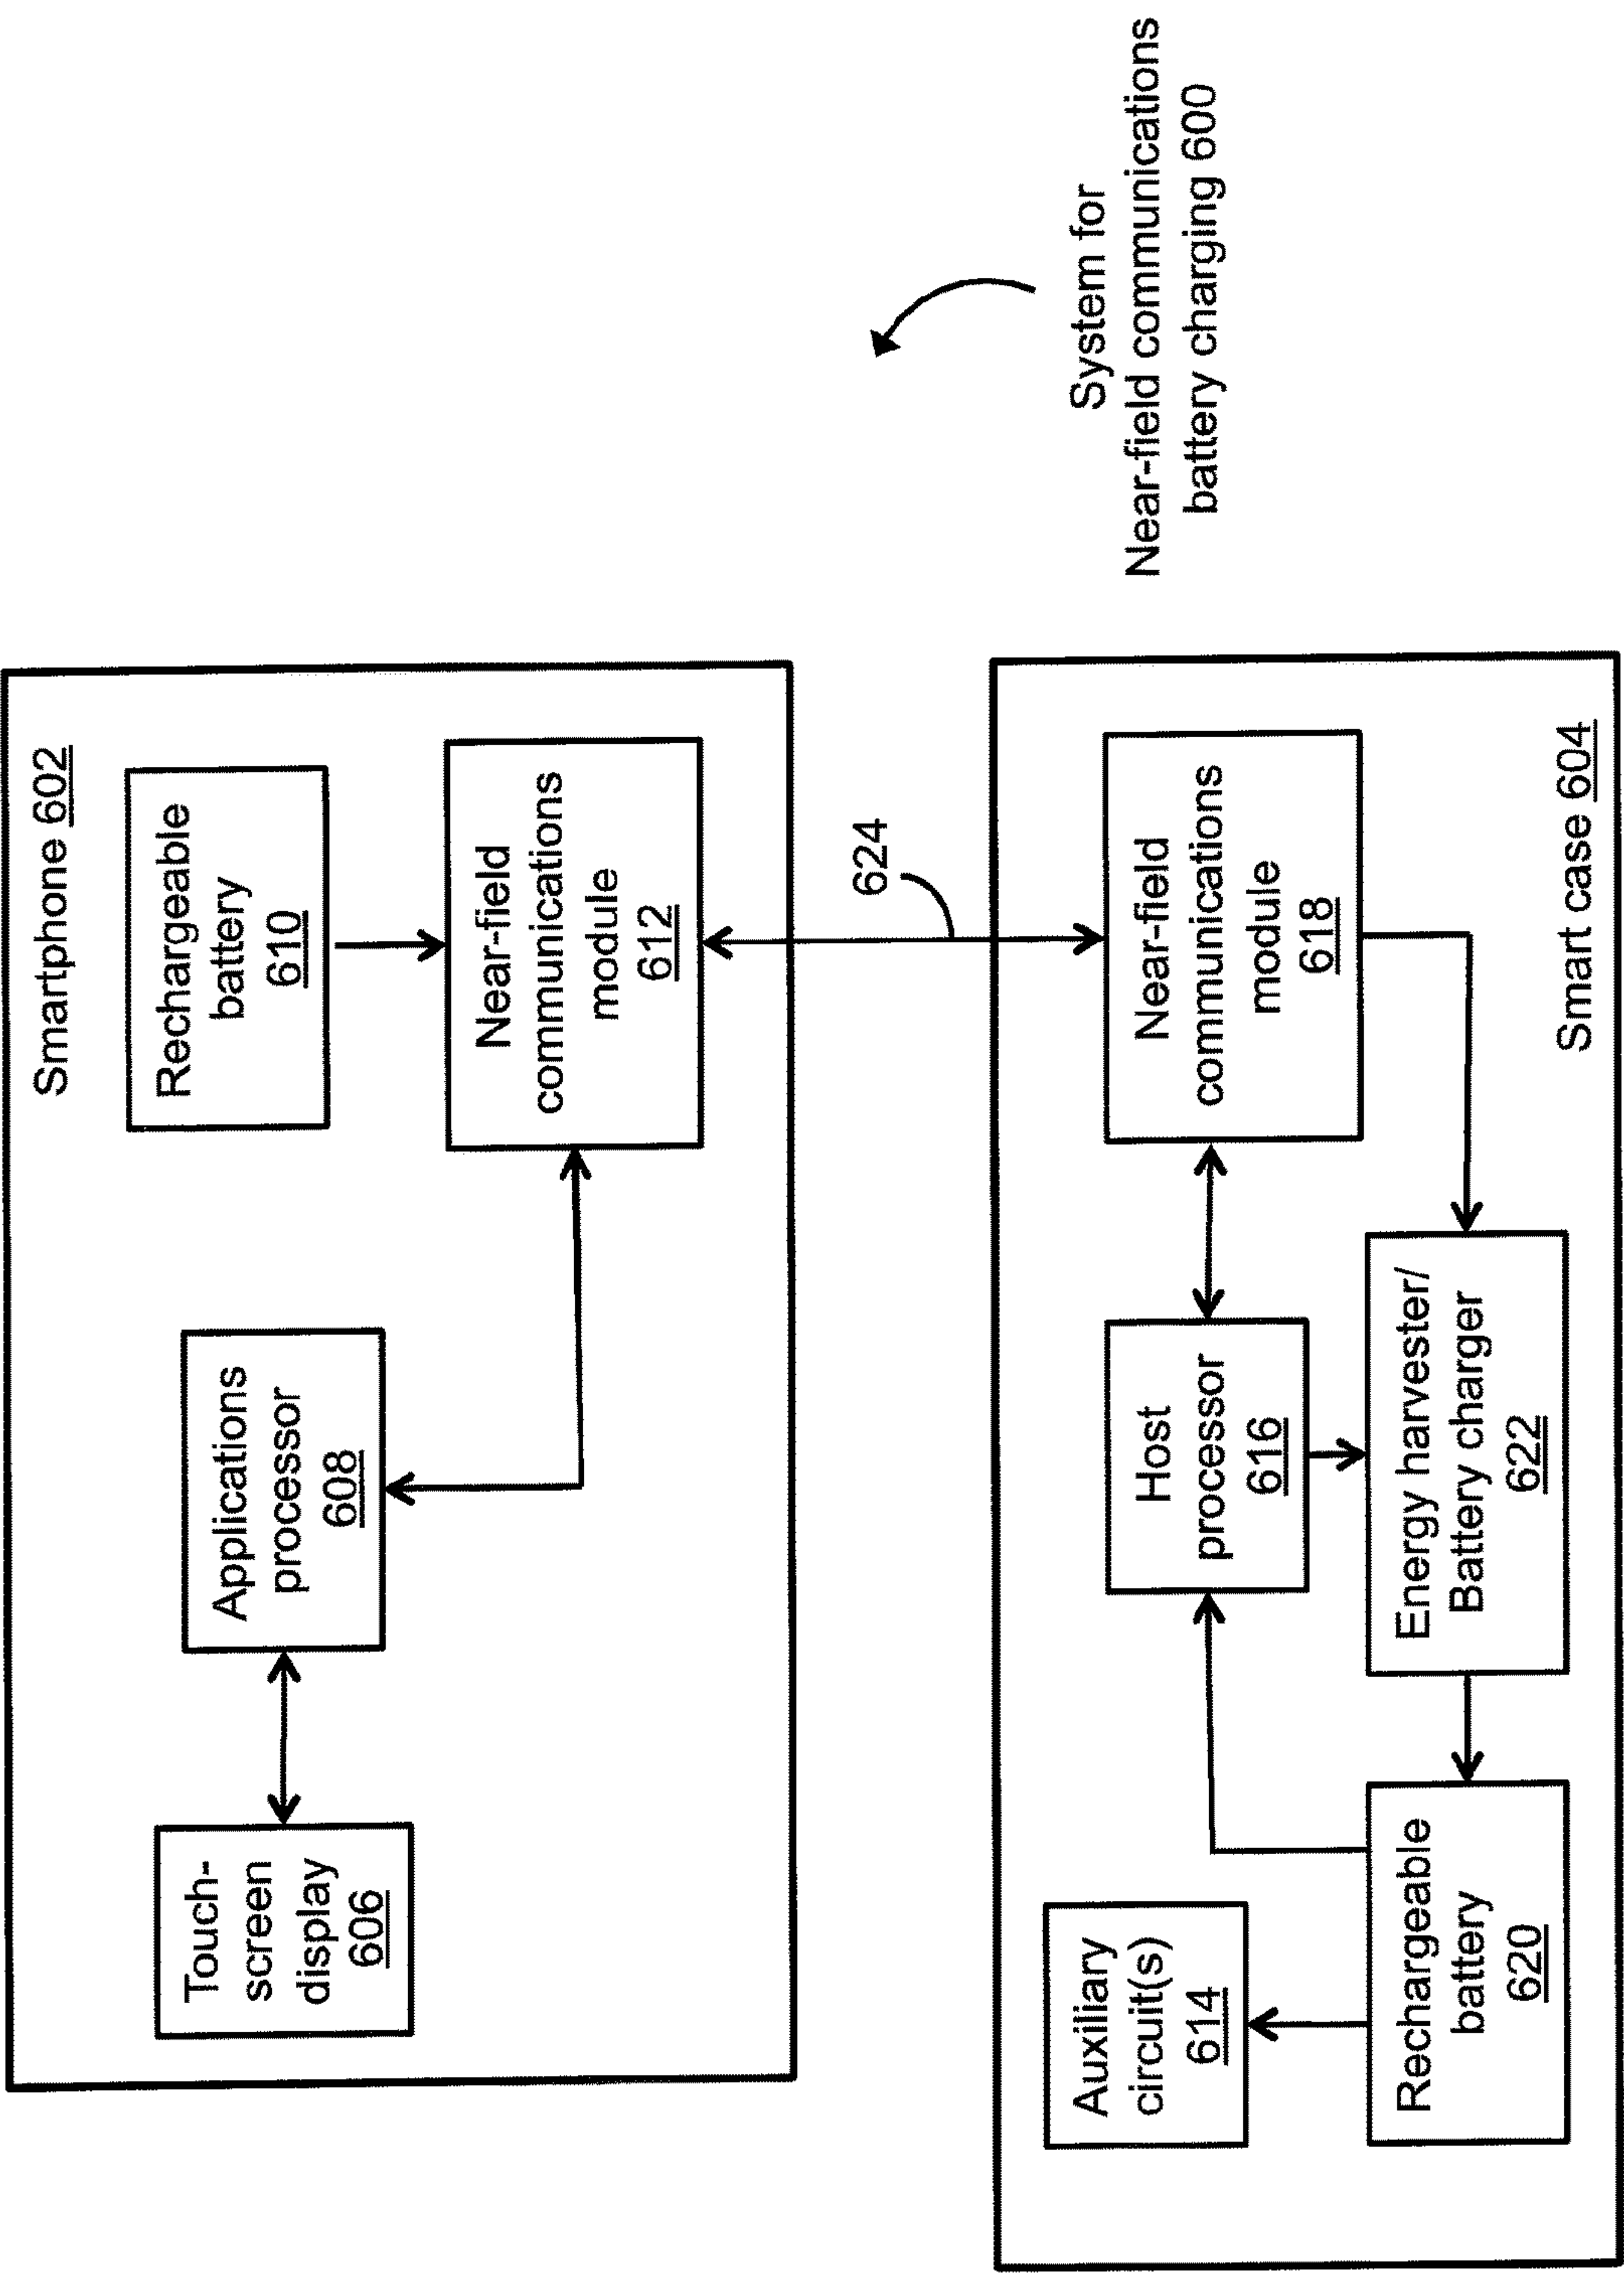 Smartphone 602
Touch-
screen
display
606
Applications
processor
608
Rechargeable
battery
610
Near-field
communications
module
612
624
Auxiliary
circuit(s)
614
Host
processor
616
Near-field
communications
module
618
Rechargeable
battery
620
Energy harvester/
Battery charger
622
Smart case 604
System for
Near-field communications
battery charging 600